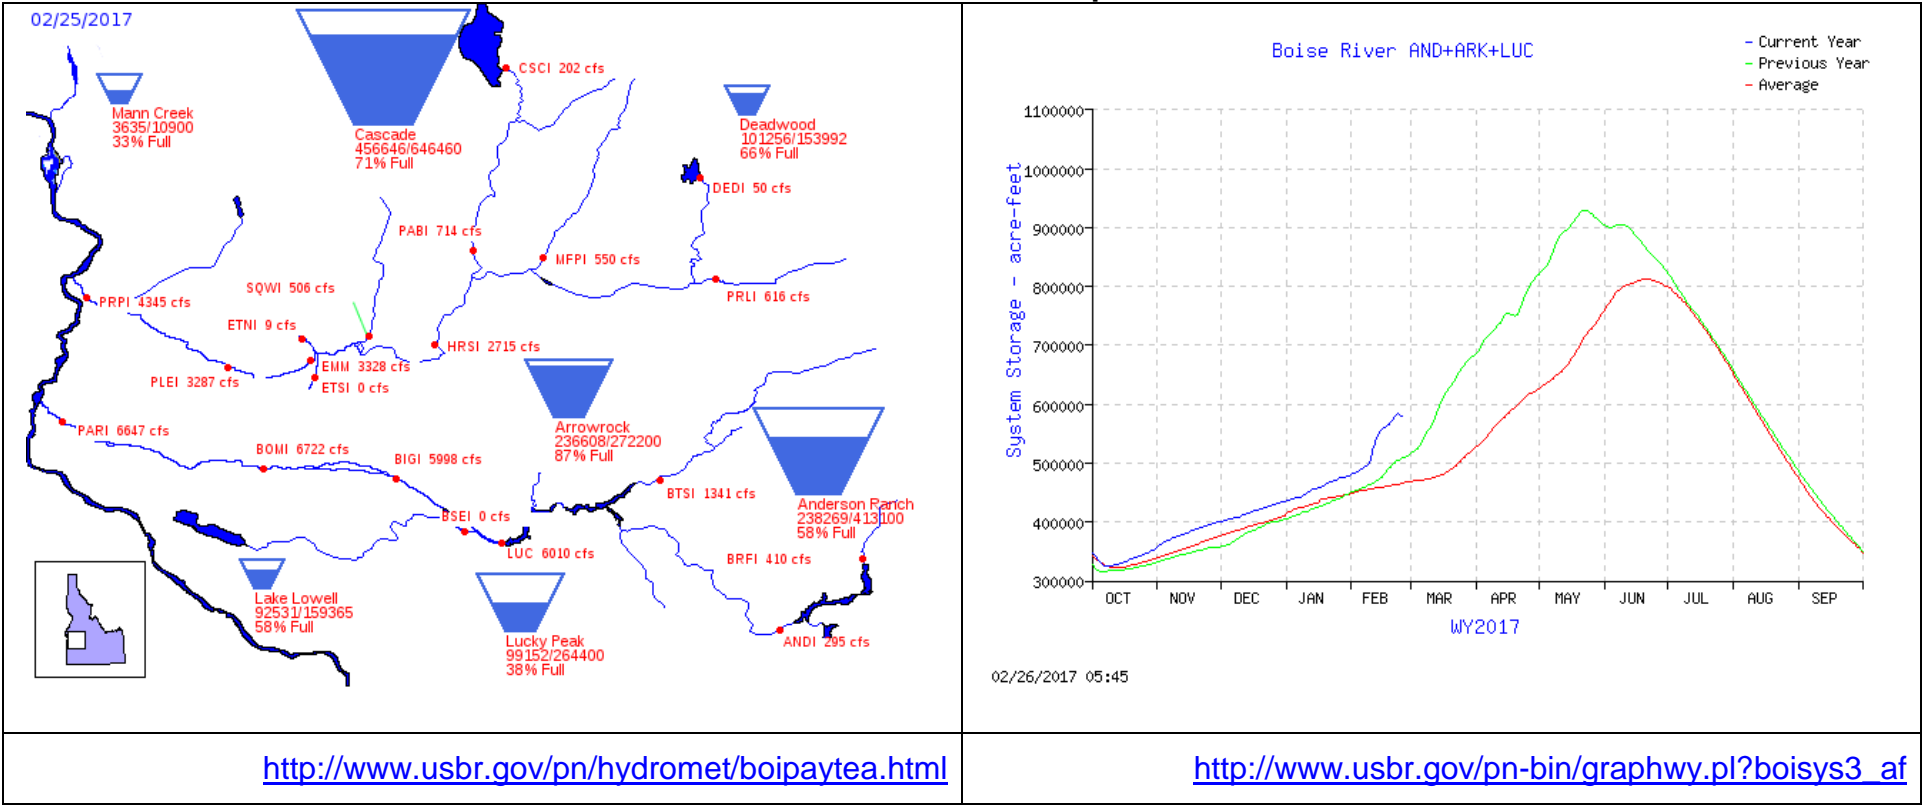 02/25/2017
Mann Creek
3635/10900
33% Full
Cascade
456646/646460
71% Full
CSCI 202 cfs
Deadwood
101256/153992
66% Full
DEDI 50 cfs
PABI 714 cfs
MFPI 550 cfs
PRLI 616 cfs
SQWI 506 cfs
PRPI 4345 cfs
ETNI 9 cfs
HRSI 2715 cfs
EMM 3328 cfs
PLEI 3287 cfs
ETSI 0 cfs
Arrowrock
236608/272200
87% Full
PARI 6647 cfs
BOMI 6722 cfs
BIGI 5998 cfs
BTSI 1341 cfs
Anderson Ranch
238269/413100
58% Full
BSEI 0 cfs
LUC 6010 cfs
BRFI 410 cfs
Lake Lowell
92531/159365
58% Full
Lucky Peak
99152/264400
38% Full
ANDI 295 cfs
http://www.usbr.gov/pn/hydromet/boipaytea.html
Boise River AND+ARK+LUC
Current Year
Previous Year
Average
System Storage - acre-feet
1100000
1000000
900000
800000
700000
600000
500000
400000
300000
OCT NOV DEC JAN FEB MAR APR MAY JUN JUL AUG SEP
WY2017
02/26/2017 05:45
http://www.usbr.gov/pn-bin/graphwy.pl?boisys3_af